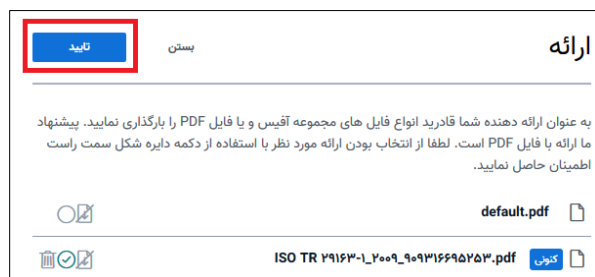 ارائه
بستن
تایید
به عنوان ارائه دهنده شما قادرید انواع فایل های مجموعه آفیس و یا فایل PDF را بارگذاری نمایید. پیشنهاد
ما ارائه با فایل PDF است. لطفا از انتخاب بودن ارائه مورد نظر با استفاده از دکمه دایره شکل سمت راست
اطمینان حاصل نمایید.
default.pdf
کنونی ISO TR ۲۹۱۶۳-۱_۲۰۰۹_۹۰۹۳۱۶۶۹۵۲۵۳.pdf